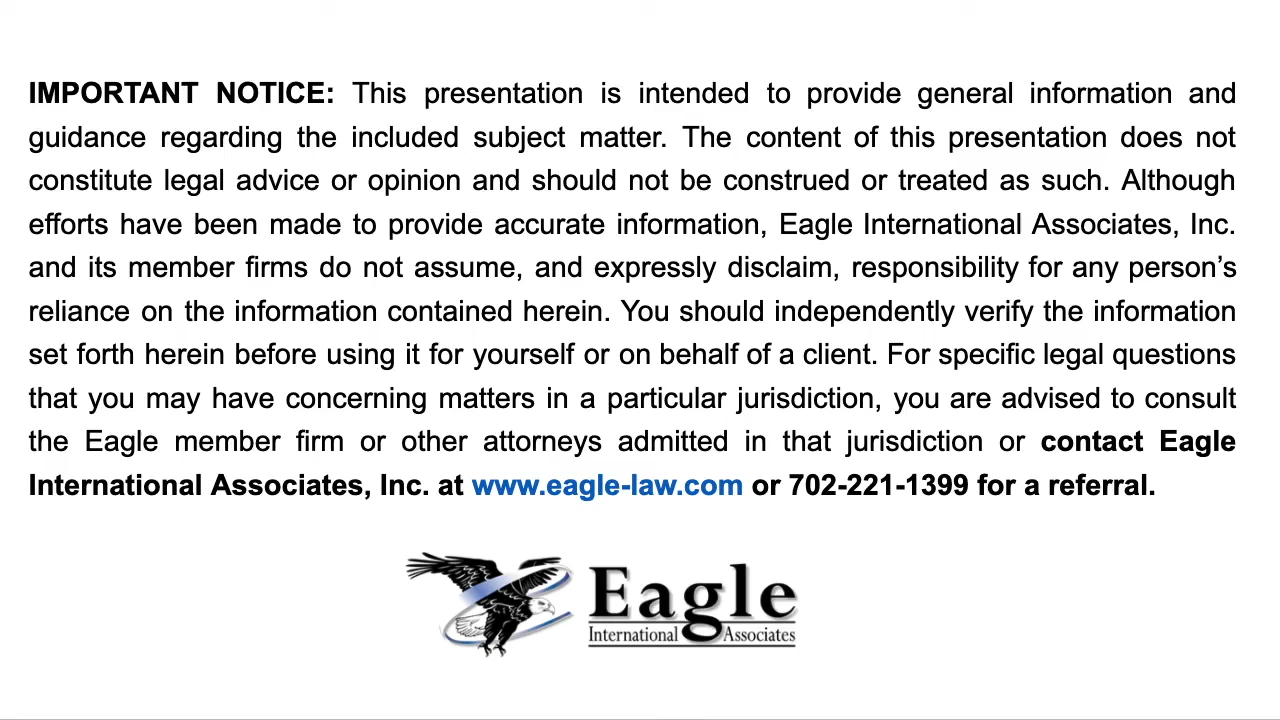 IMPORTANT NOTICE: This presentation is intended to provide general information and
guidance regarding the included subject matter. The content of this presentation does not
constitute legal advice or opinion and should not be construed or treated as such. Although
efforts have been made to provide accurate information, Eagle International Associates, Inc.
and its member firms do not assume, and expressly disclaim, responsibility for any person’s
reliance on the information contained herein. You should independently verify the information
set forth herein before using it for yourself or on behalf of a client. For specific legal questions
that you may have concerning matters in a particular jurisdiction, you are advised to consult
the Eagle member firm or other attorneys admitted in that jurisdiction or contact Eagle
International Associates, Inc. at www.eagle-law.com or 702-221-1399 for a referral.
Eagle
International Associates